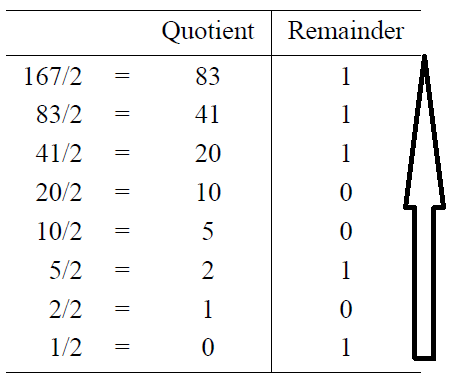 Quotient Remainder
167/2 = 83 1
83/2 = 41 1
41/2 = 20 1
20/2 = 10 0
10/2 = 5 0
5/2 = 2 1
2/2 = 1 0
1/2 = 0 1